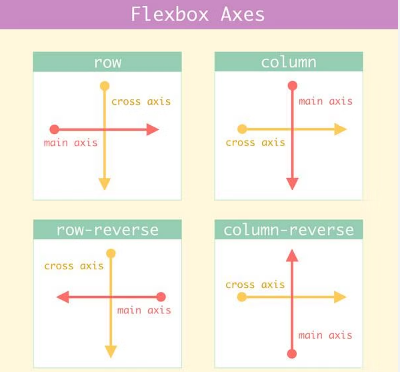 Flexbox Axes
row
cross axis
main axis
column
main axis
cross axis
row-reverse
cross axis
main axis
column-reverse
cross axis
main axis